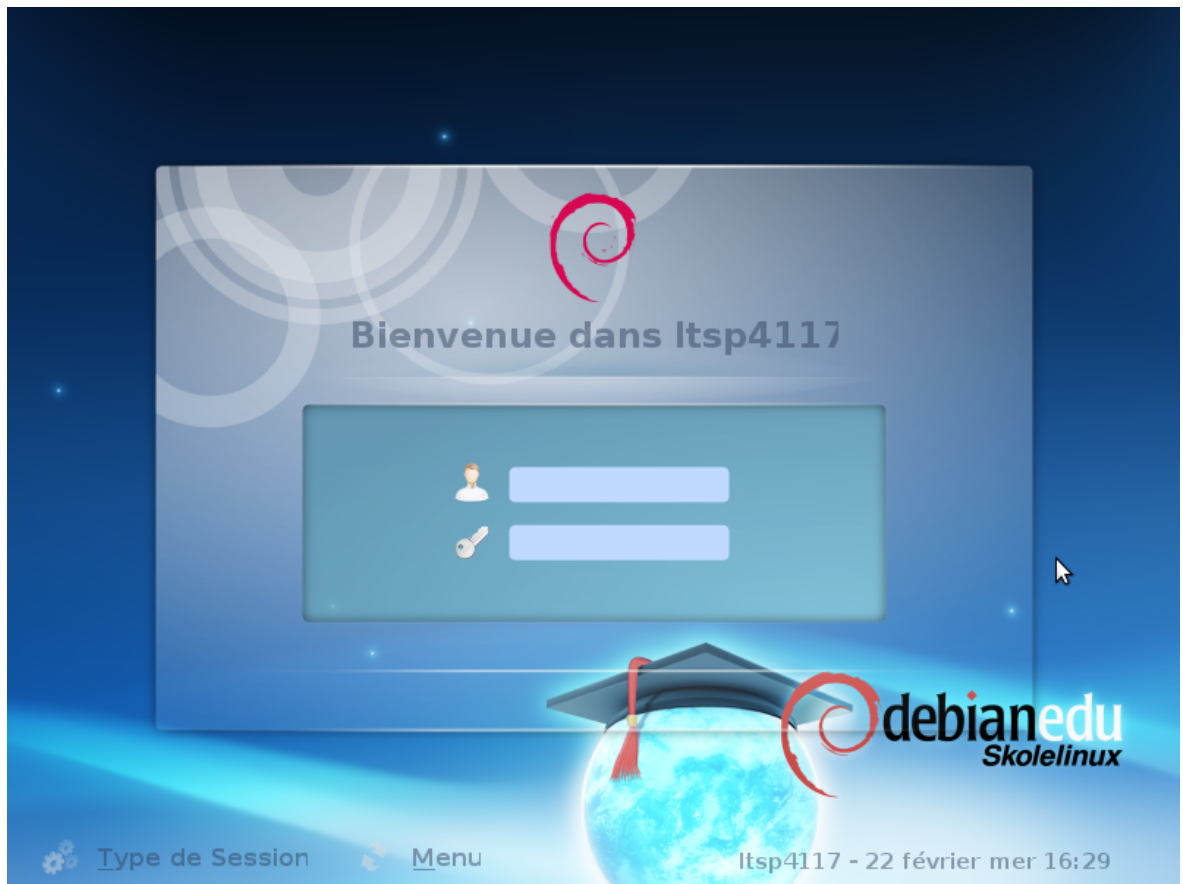 Bienvenue dans ltsp4117
debianedu
Skolelinux
Type de Session
Menu
ltsp4117 - 22 février mer 16:29